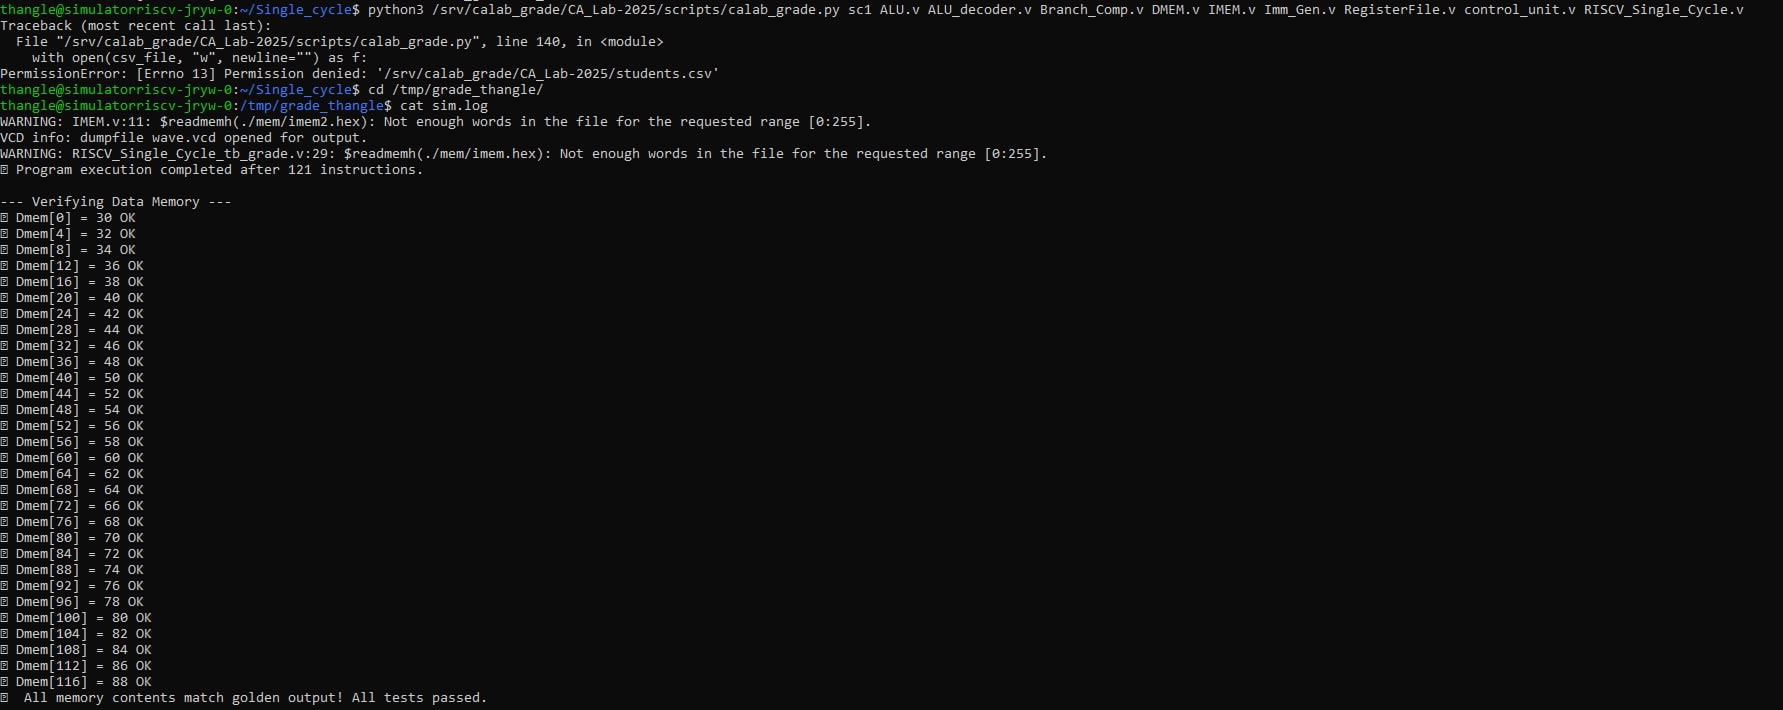 thangle@simulatorriscv-jryw-0:~/Single_cycle$ python3 /srv/calab_grade/CA_Lab-2025/scripts/calab_grade.py sc1 ALU.v ALU_decoder.v Branch_Comp.v DMEM.v IMEM.v Imm_Gen.v RegisterFile.v control_unit.v RISCV_Single_Cycle.v
Traceback (most recent call last):
  File "/srv/calab_grade/CA_Lab-2025/scripts/calab_grade.py", line 140, in <module>
    with open(csv_file, "w", newline="") as f:
PermissionError: [Errno 13] Permission denied: '/srv/calab_grade/CA_Lab-2025/students.csv'
thangle@simulatorriscv-jryw-0:~/Single_cycle$ cd /tmp/grade_thangle/
thangle@simulatorriscv-jryw-0:/tmp/grade_thangle$ cat sim.log
WARNING: IMEM.v:11: $readmemh(./mem/imem2.hex): Not enough words in the file for the requested range [0:255].
VCD info: dumpfile wave.vcd opened for output.
WARNING: RISCV_Single_Cycle_tb_grade.v:29: $readmemh(./mem/imem.hex): Not enough words in the file for the requested range [0:255].
Program execution completed after 121 instructions.
--- Verifying Data Memory ---
Dmem[0] = 30 OK
Dmem[4] = 32 OK
Dmem[8] = 34 OK
Dmem[12] = 36 OK
Dmem[16] = 38 OK
Dmem[20] = 40 OK
Dmem[24] = 42 OK
Dmem[28] = 44 OK
Dmem[32] = 46 OK
Dmem[36] = 48 OK
Dmem[40] = 50 OK
Dmem[44] = 52 OK
Dmem[48] = 54 OK
Dmem[52] = 56 OK
Dmem[56] = 58 OK
Dmem[60] = 60 OK
Dmem[64] = 62 OK
Dmem[68] = 64 OK
Dmem[72] = 66 OK
Dmem[76] = 68 OK
Dmem[80] = 70 OK
Dmem[84] = 72 OK
Dmem[88] = 74 OK
Dmem[92] = 76 OK
Dmem[96] = 78 OK
Dmem[100] = 80 OK
Dmem[104] = 82 OK
Dmem[108] = 84 OK
Dmem[112] = 86 OK
Dmem[116] = 88 OK
All memory contents match golden output! All tests passed.